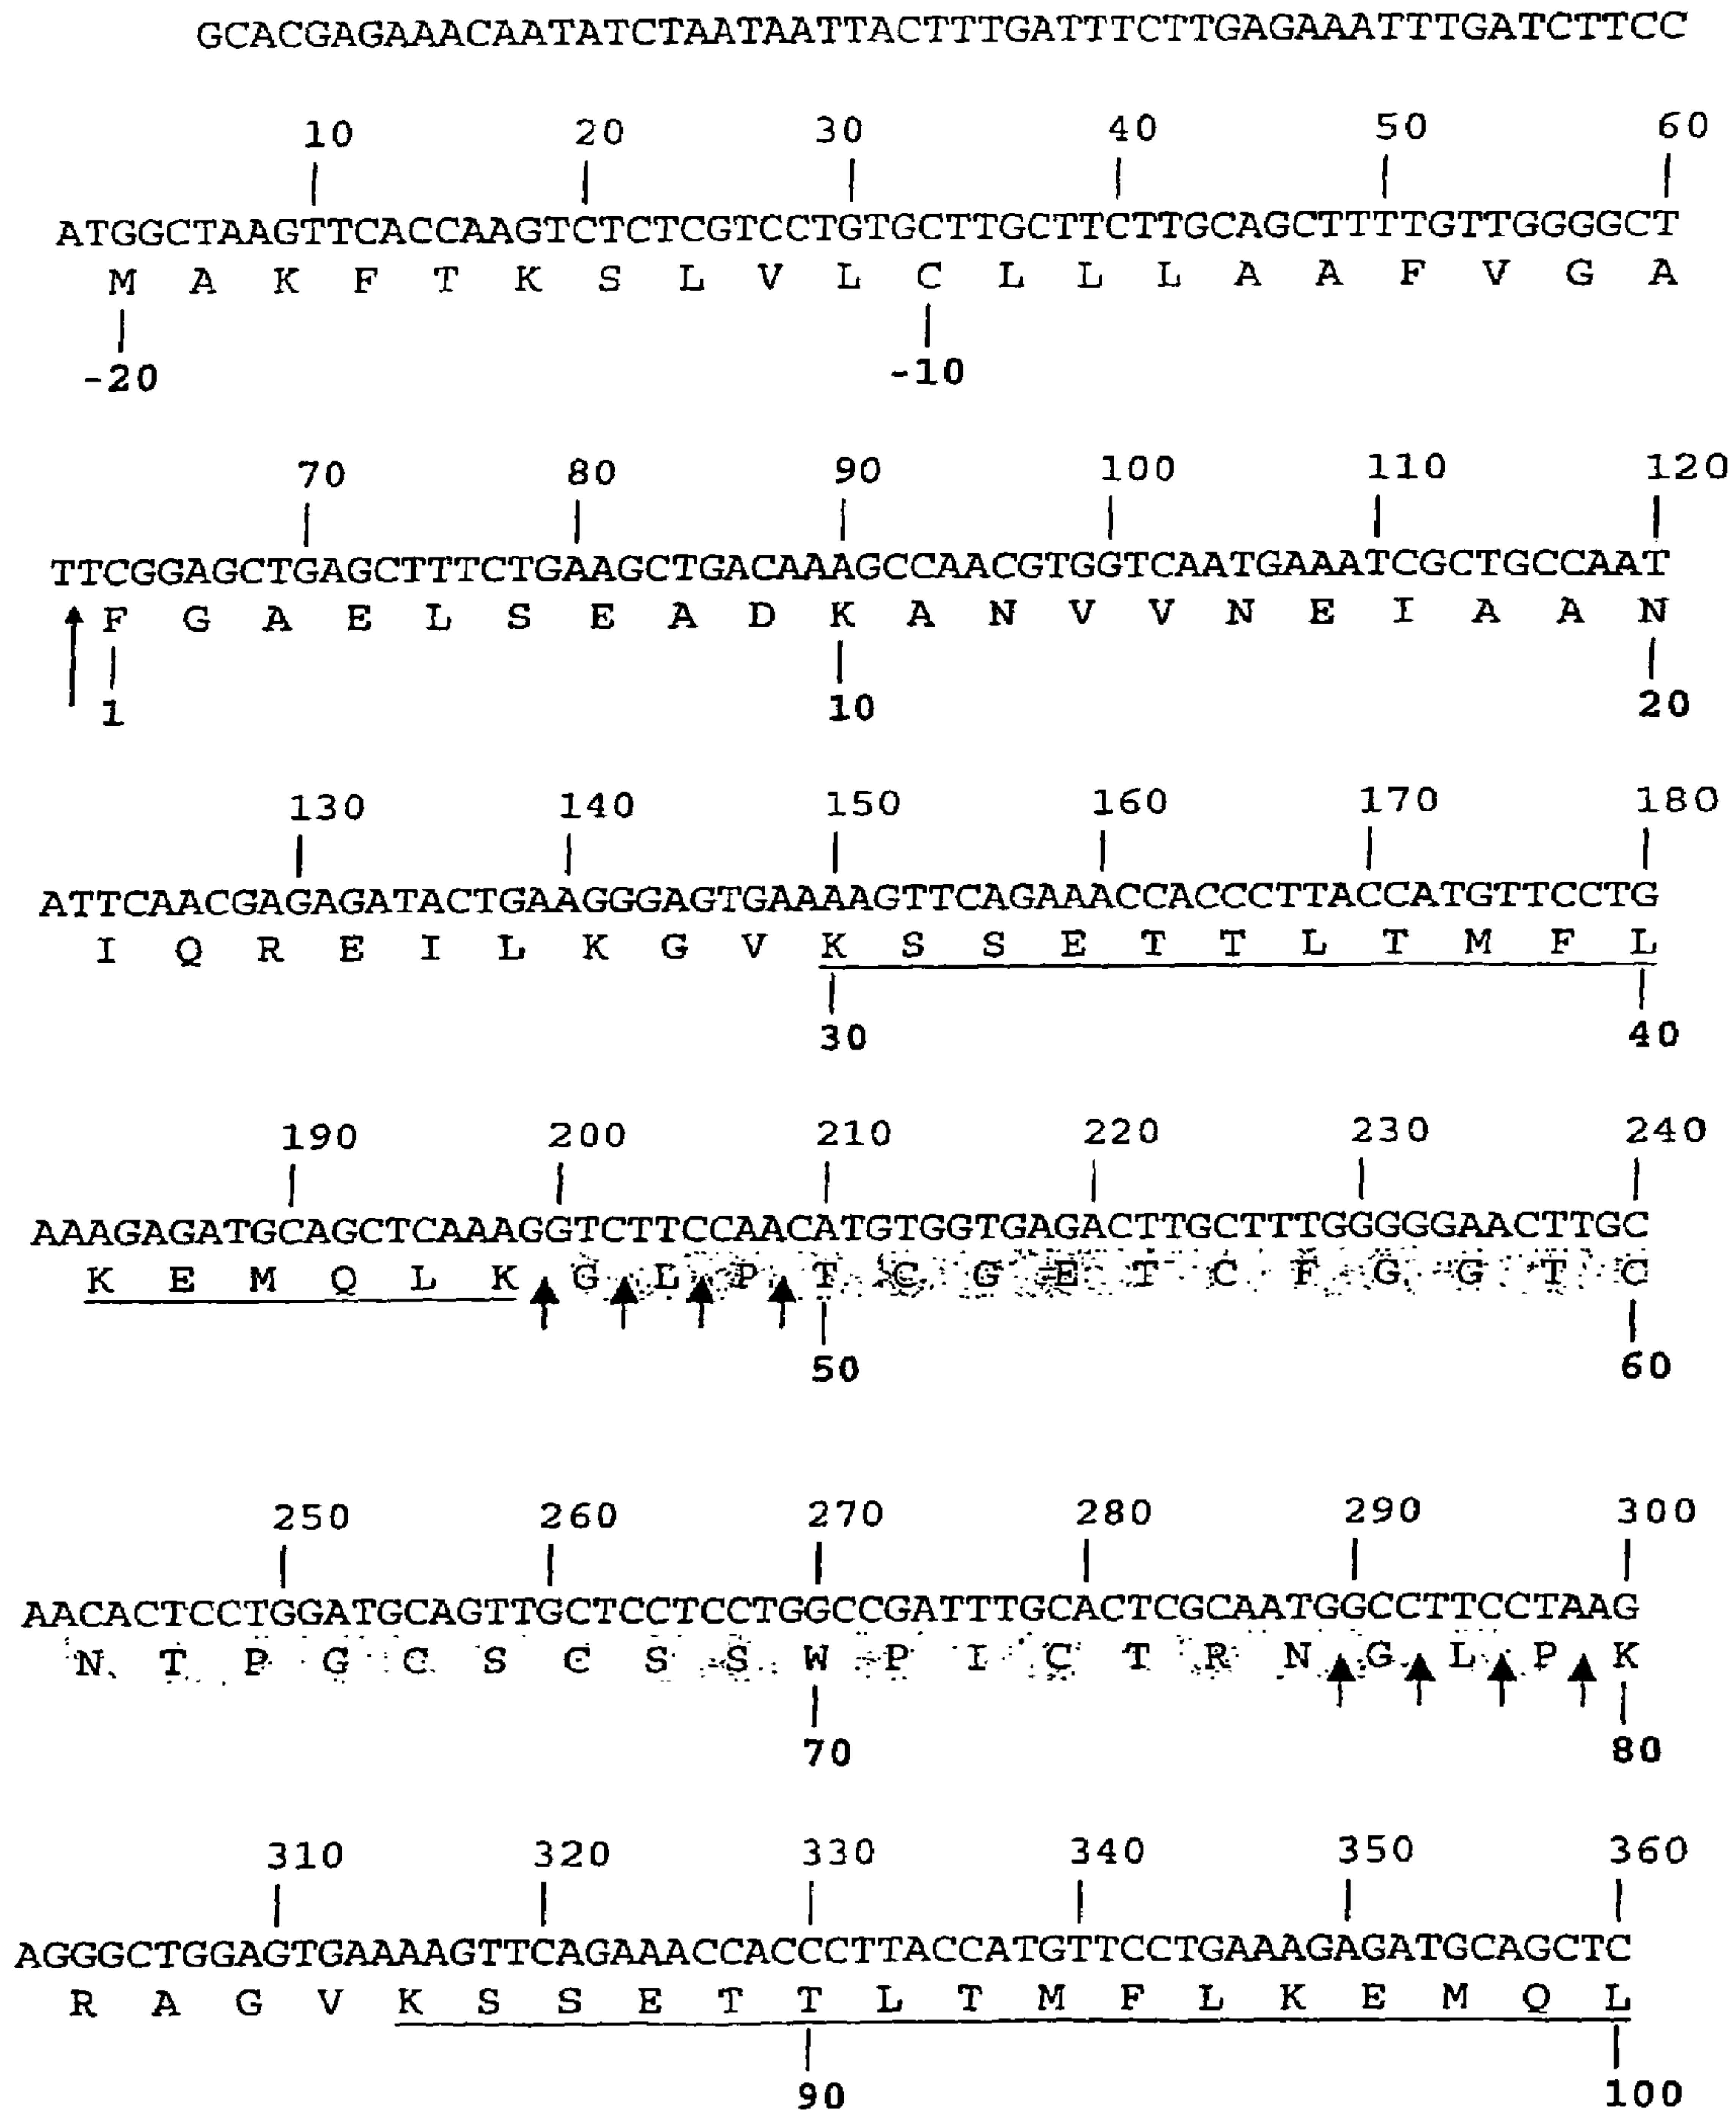 GCACGAGAAACAATATCTAATAATTACTTTGATTTCTTGAGAAATTTGATCTTCC
10 20 30 40 50 60
ATGGCTAAGTTCACCAAGTCTCTCGTCCTGTGCTTGCTTCTTGCAGCTTTTGTTGGGGCT
M A K F T K S L V L C L L L A A F V G A
-20 -10
70 80 90 100 110 120
TTCGGAGCTGAGCTTTCTGAAGCTGACAAAGCCAACGTGGTCAATGAAATCGCTGCCAAT
F G A E L S E A D K A N V V N E I A A N
1 10 20
130 140 150 160 170 180
ATTCAACGAGAGATACTGAAGGGAGTGAAAAGTTCAGAAACCACCCTTACCATGTTCCTG
I Q R E I L K G V K S S E T T L T M F L
30 40
190 200 210 220 230 240
AAAGAGATGCAGCTCAAAGGTCTTCCAACATGTGGTGAGACTTGCTTTGGGGGAACTTGC
K E M Q L K G L P T C G E T C F G G T C
50 60
250 260 270 280 290 300
AACACTCCTGGATGCAGTTGCTCCTCCTGGCCGATTTGCACTCGCAATGGCCTTCCTAAG
N T P G C S C S S W P I C T R N G L P K
70 80
310 320 330 340 350 360
AGGGCTGGAGTGAAAAGTTCAGAAACCACCCTTACCATGTTCCTGAAAGAGATGCAGCTC
R A G V K S S E T T L T M F L K E M Q L
90 100